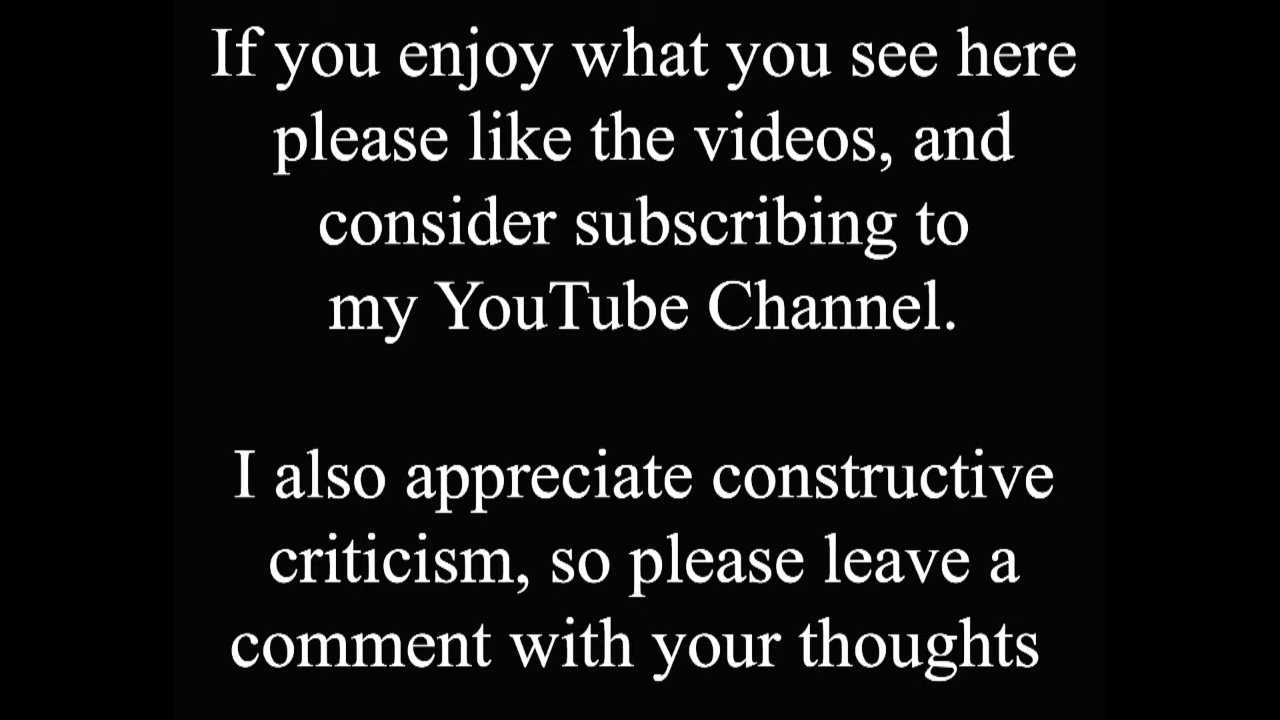 If you enjoy what you see here
please like the videos, and
consider subscribing to
my YouTube Channel.
I also appreciate constructive
criticism, so please leave a
comment with your thoughts